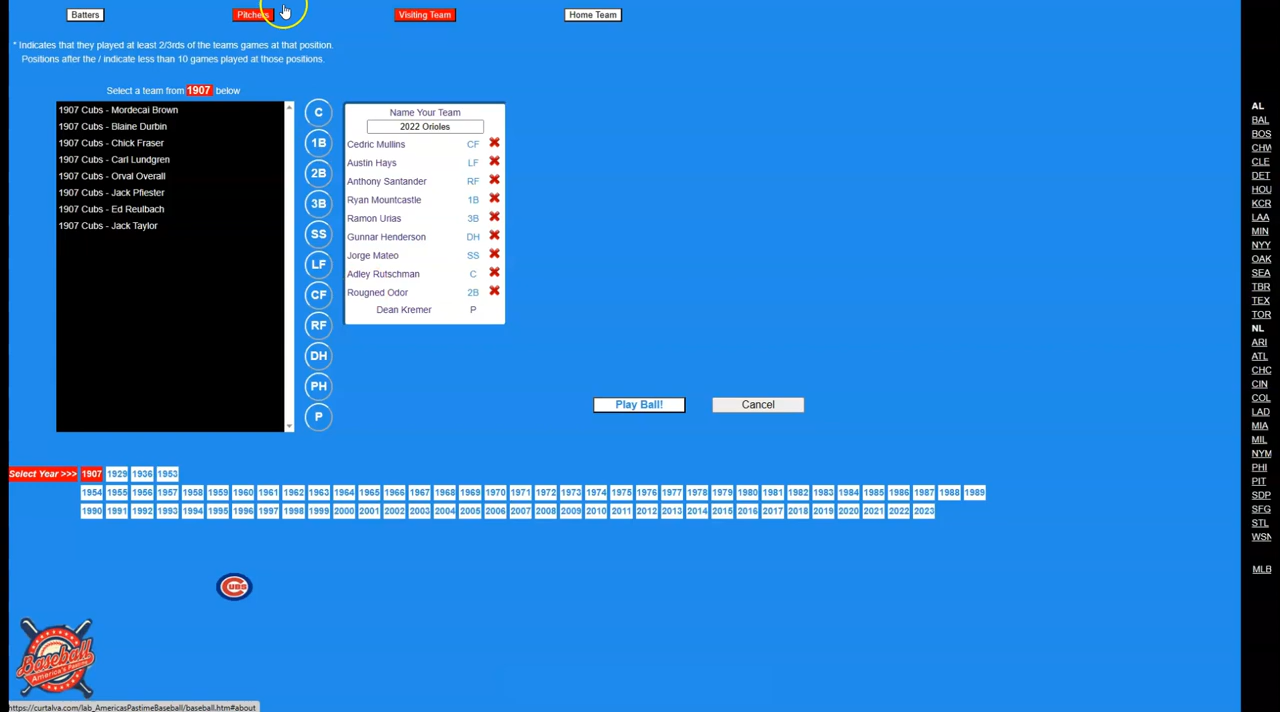 Batters
Pitchers
Visiting Team
Home Team
* Indicates that they played at least 2/3rds of the teams games at that position.
Positions after the / indicate less than 10 games played at those positions.
Select a team from 1907 below
1907 Cubs - Mordecai Brown
1907 Cubs - Blaine Durbin
1907 Cubs - Chick Fraser
1907 Cubs - Carl Lundgren
1907 Cubs - Orval Overall
1907 Cubs - Jack Pfiester
1907 Cubs - Ed Reulbach
1907 Cubs - Jack Taylor
C
1B
2B
3B
SS
LF
CF
RF
DH
PH
P
Name Your Team
2022 Orioles
Cedric Mullins CF
Austin Hays LF
Anthony Santander RF
Ryan Mountcastle 1B
Ramon Urias 3B
Gunnar Henderson DH
Jorge Mateo SS
Adley Rutschman C
Rougned Odor 2B
Dean Kremer P
Play Ball!
Cancel
AL
BAL
BOS
CHW
CLE
DET
HOU
KCR
LAA
MIN
NYY
OAK
SEA
TBR
TEX
TOR
NL
ARI
ATL
CHC
CIN
COL
LAD
MIA
MIL
NYM
PHI
PIT
SDP
SFG
STL
WSN
MLB
Select Year >>> 1907 1929 1936 1953
1954 1955 1956 1957 1958 1959 1960 1961 1962 1963 1964 1965 1966 1967 1968 1969 1970 1971 1972 1973 1974 1975 1976 1977 1978 1979 1980 1981 1982 1983 1984 1985 1986 1987 1988 1989
1990 1991 1992 1993 1994 1995 1996 1997 1998 1999 2000 2001 2002 2003 2004 2005 2006 2007 2008 2009 2010 2011 2012 2013 2014 2015 2016 2017 2018 2019 2020 2021 2022 2023
CUBS
Baseball
AMERICA'S PASTIME
https://curtalva.com/lab_AmericasPastimeBaseball/baseball.htm#about